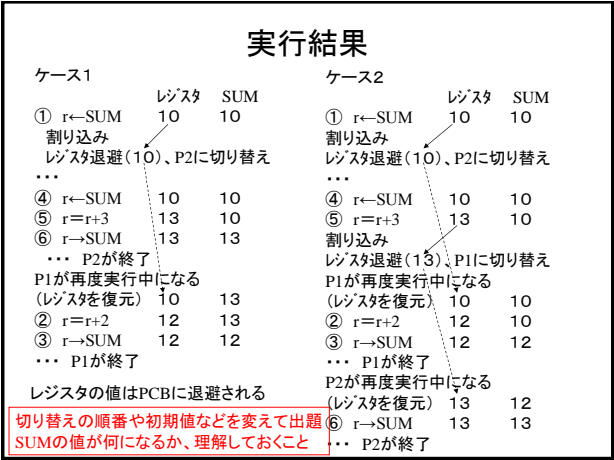 実行結果
ケース1
レジスタ SUM
① r←SUM 10 10
割り込み
レジスタ退避(10)、P2に切り替え
・・・
④ r←SUM 10 10
⑤ r=r+3 13 10
⑥ r→SUM 13 13
・・・ P2が終了
P1が再度実行中になる
(レジスタを復元) 10 13
② r=r+2 12 13
③ r→SUM 12 12
・・・ P1が終了
レジスタの値はPCBに退避される
切り替えの順番や初期値などを変えて出題
SUMの値が何になるか、理解しておくこと
ケース2
レジスタ SUM
① r←SUM 10 10
割り込み
レジスタ退避(10)、P2に切り替え
・・・
④ r←SUM 10 10
⑤ r=r+3 13 10
割り込み
レジスタ退避(13)、P1に切り替え
P1が再度実行中になる
(レジスタを復元) 10 10
② r=r+2 12 10
③ r→SUM 12 12
・・・ P1が終了
P2が再度実行中になる
(レジスタを復元) 13 12
⑥ r→SUM 13 13
・・・ P2が終了